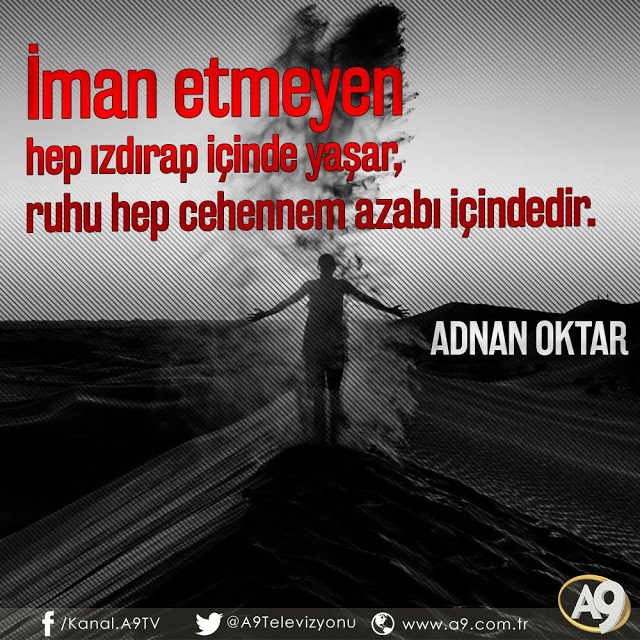 İman etmeyen
hep ızdırap içinde yaşar,
ruhu hep cehennem azabı içindedir.
ADNAN OKTAR
A9
f /Kanal.A9TV @A9Televizyonu www.a9.com.tr